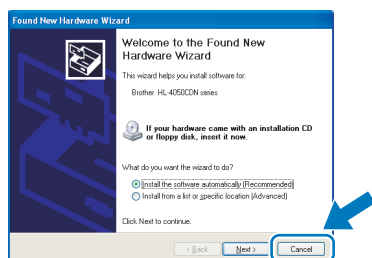 Found New Hardware Wizard
Welcome to the Found New
Hardware Wizard
This wizard helps you install software for:
Brother HL-4050CDN series
If your hardware came with an installation CD
or floppy disk, insert it now.
What do you want the wizard to do?
Install the software automatically (Recommended)
Install from a list or specific location (Advanced)
Click Next to continue.
< Back Next > Cancel